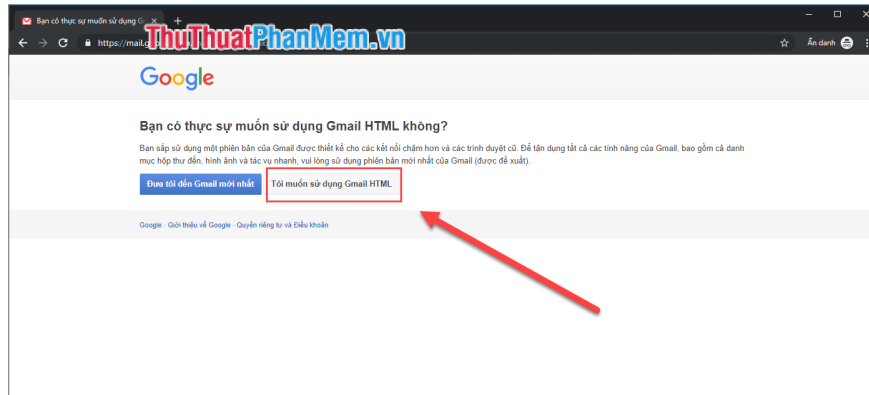 Bạn có thực sự muốn sử dụng G
https://mail.g
ThuThuatPhanMem.vn
Ẩn danh
Google
Bạn có thực sự muốn sử dụng Gmail HTML không?
Bạn sắp sử dụng một phiên bản của Gmail được thiết kế cho các kết nối chậm hơn và các trình duyệt cũ. Để tận dụng tất cả các tính năng của Gmail, bao gồm cả danh
mục hộp thư đến, hình ảnh và tác vụ nhanh, vui lòng sử dụng phiên bản mới nhất của Gmail (được đề xuất).
Đưa tôi đến Gmail mới nhất Tôi muốn sử dụng Gmail HTML
Google - Giới thiệu về Google - Quyền riêng tư và Điều khoản